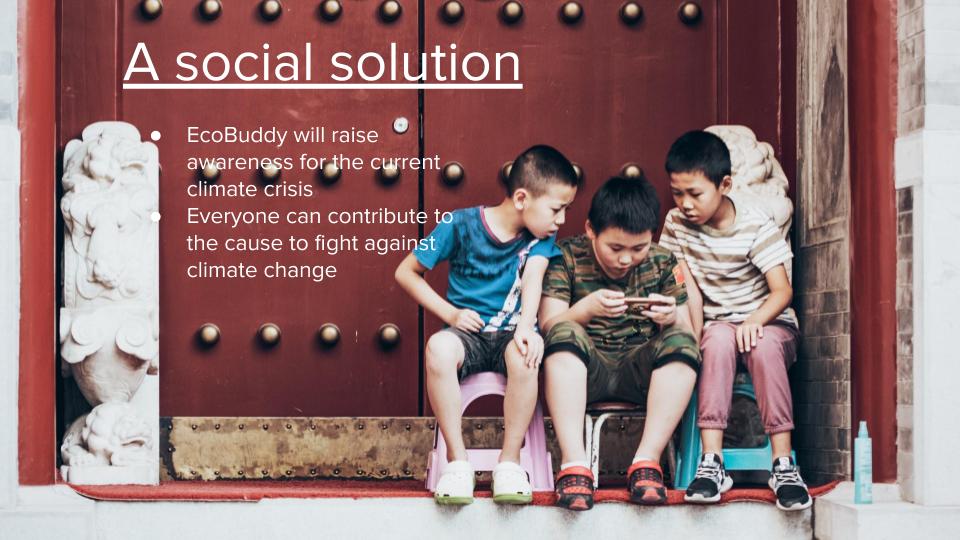 A social solution
EcoBuddy will raise
awareness for the current
climate crisis
Everyone can contribute to
the cause to fight against
climate change